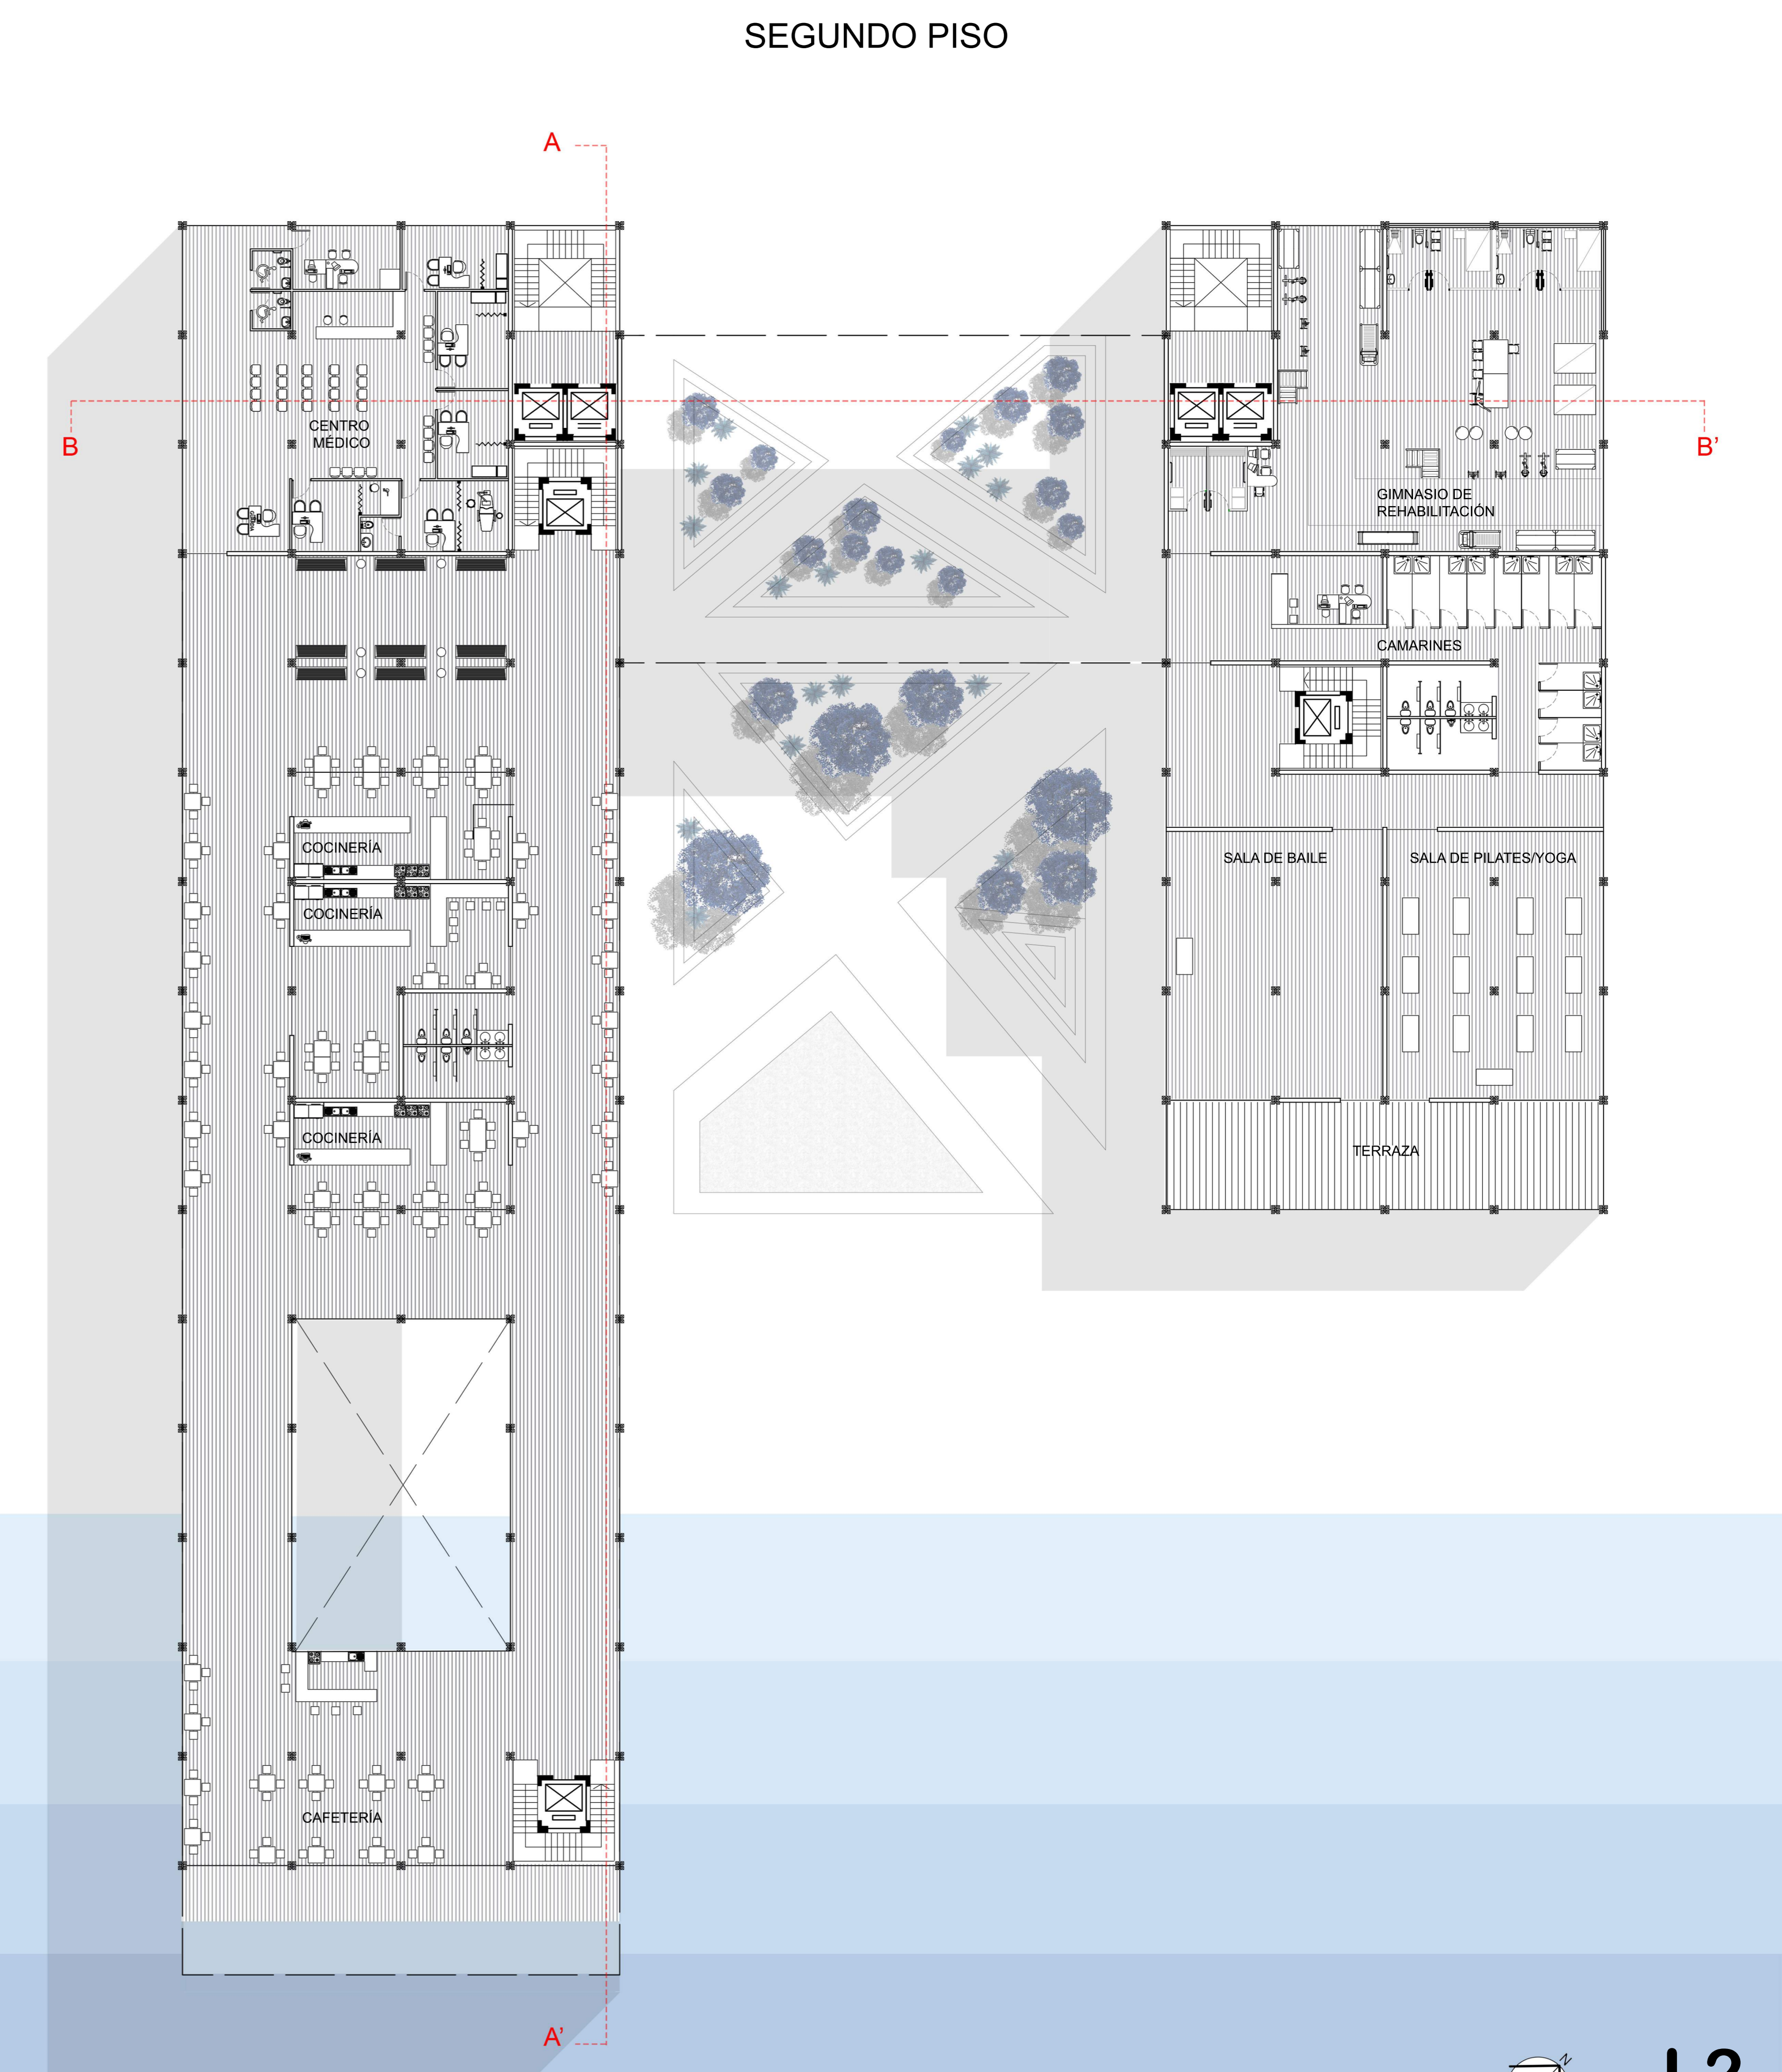 SEGUNDO PISO
A
B
B’
CENTRO
MÉDICO
GIMNASIO DE
REHABILITACIÓN
CAMARINES
COCINERÍA
SALA DE BAILE
SALA DE PILATES/YOGA
COCINERÍA
COCINERÍA
TERRAZA
CAFETERÍA
A’
N